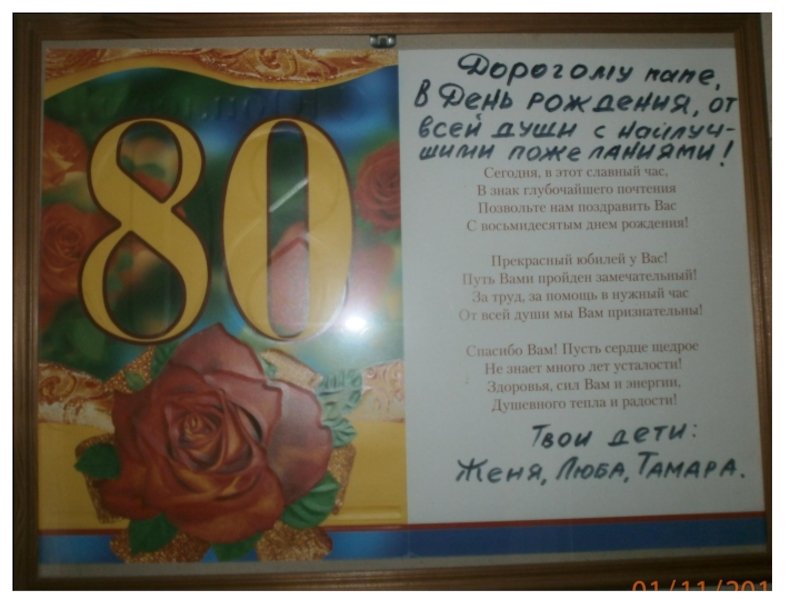 80
Дорогому папе,
в День рождения, от
всей души с наилуч-
шими пожеланиями!
Сегодня, в этот славный час,
В знак глубочайшего почтения
Позвольте нам поздравить Вас
С восьмидесятым днем рождения!
Прекрасный юбилей у Вас!
Путь Вами пройден замечательный!
За труд, за помощь в нужный час
От всей души мы Вам признательны!
Спасибо Вам! Пусть сердце щедрое
Не знает много лет усталости!
Здоровья, сил Вам и энергии,
Душевного тепла и радости!
Твои дети:
Женя, Люба, Тамара.
01/11/201